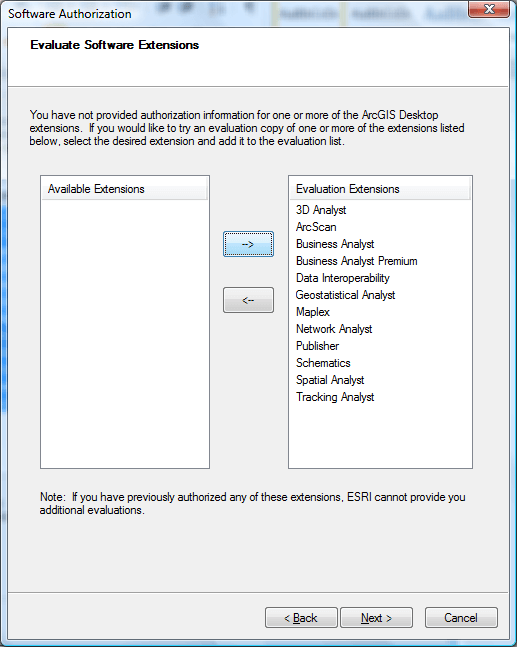 Software Authorization
Evaluate Software Extensions
You have not provided authorization information for one or more of the ArcGIS Desktop
extensions.  If you would like to try an evaluation copy of one or more of the extensions listed
below, select the desired extension and add it to the evaluation list.
Available Extensions
-->
<--
Evaluation Extensions
3D Analyst
ArcScan
Business Analyst
Business Analyst Premium
Data Interoperability
Geostatistical Analyst
Maplex
Network Analyst
Publisher
Schematics
Spatial Analyst
Tracking Analyst
Note:  If you have previously authorized any of these extensions, ESRI cannot provide you
additional evaluations.
< Back
Next >
Cancel